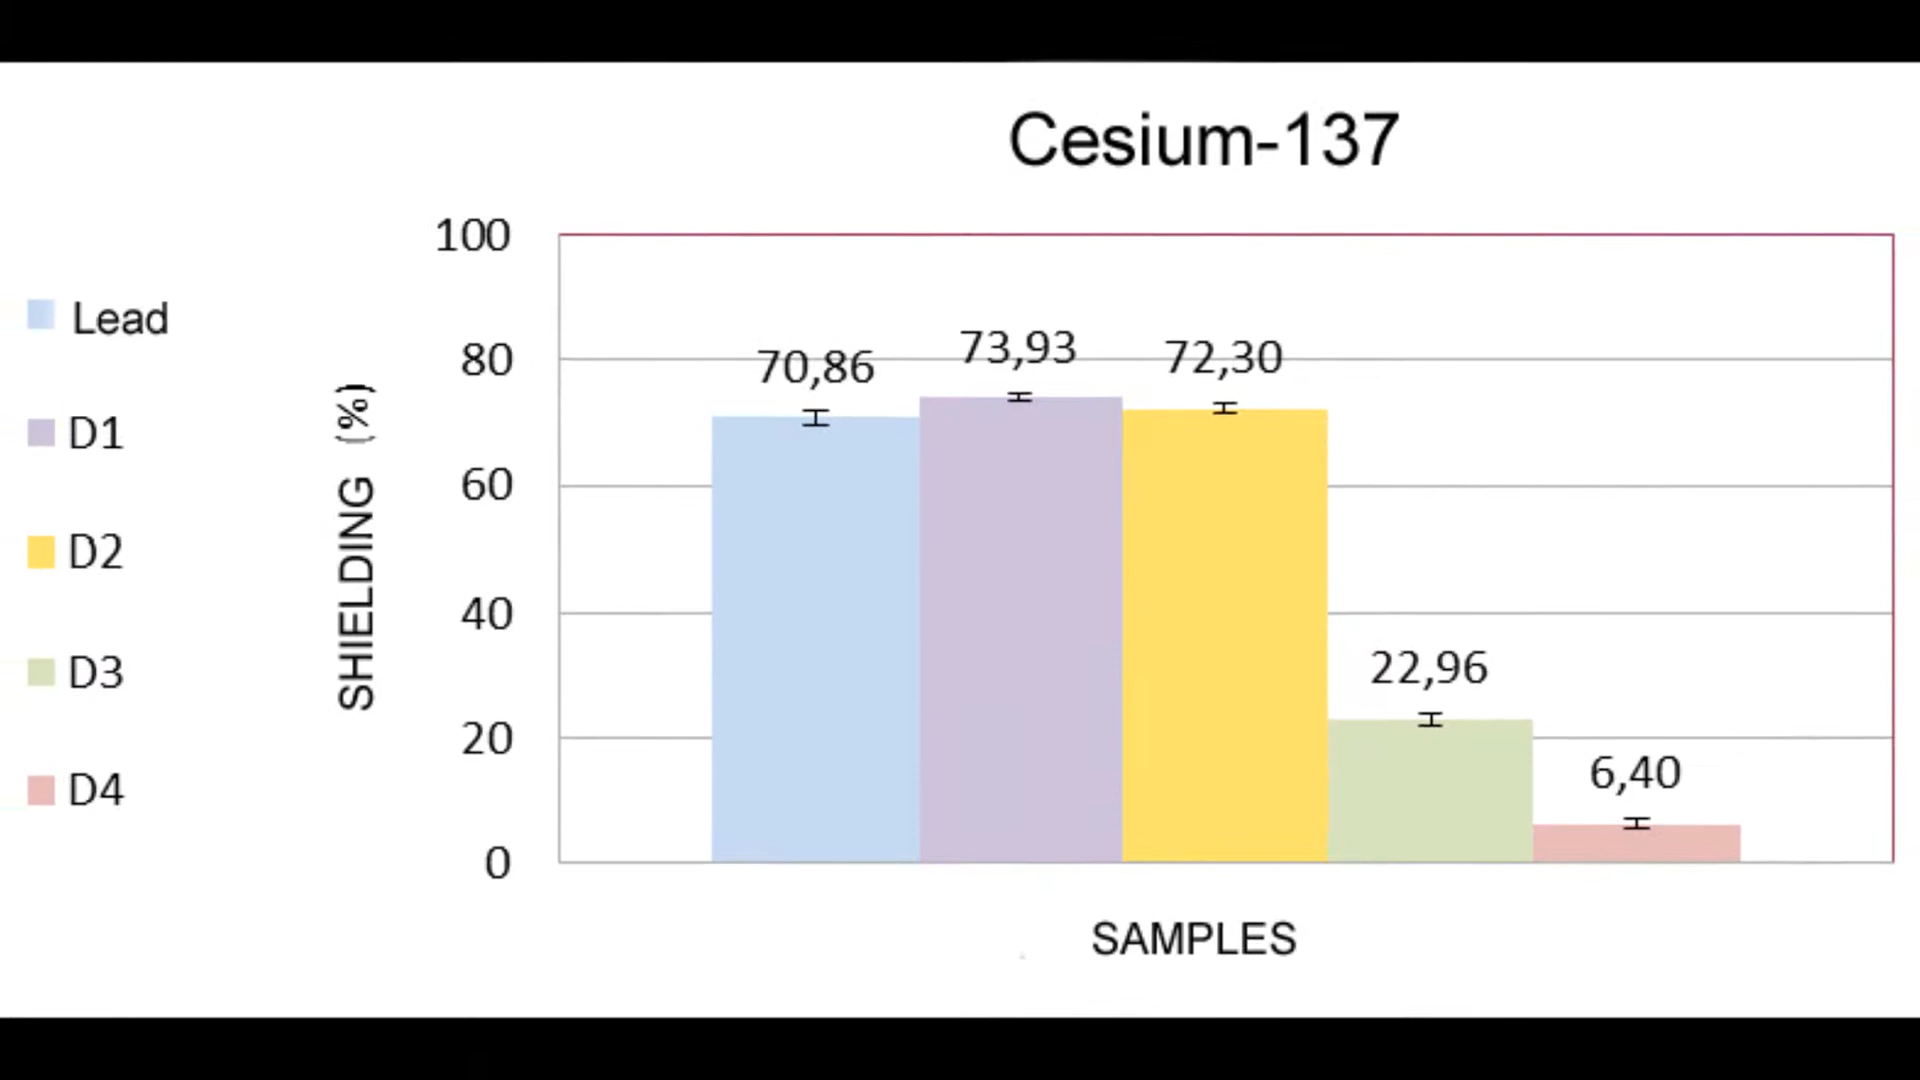 Cesium-137
Lead
D1
D2
D3
D4
SHIELDING (%)
100
80
60
40
20
0
70,86
73,93
72,30
22,96
6,40
SAMPLES